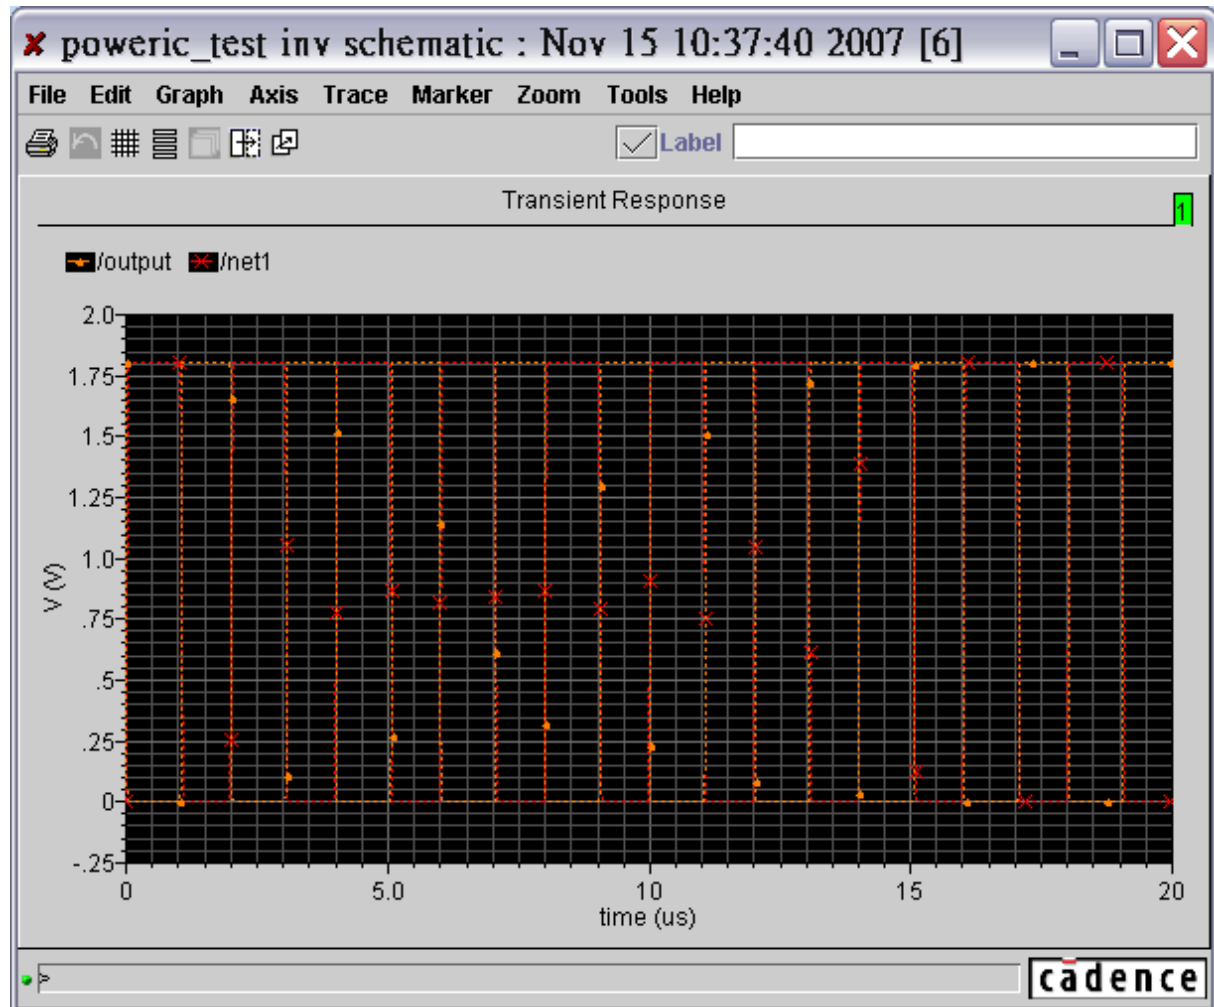 poweric_test inv schematic : Nov 15 10:37:40 2007 [6]
File Edit Graph Axis Trace Marker Zoom Tools Help
Label
Transient Response
1
/output /net1
2.0
1.75
1.5
1.25
1.0
.75
.5
.25
0
-.25
V (V)
0 5.0 10 15 20
time (us)
>
cadence